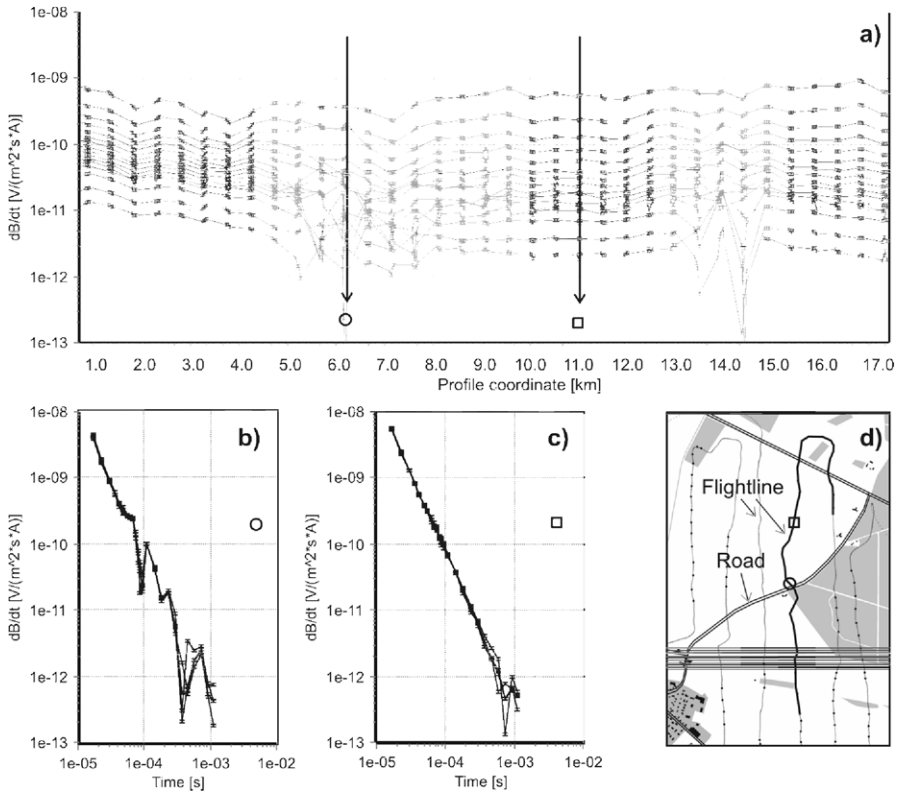 a)
1e-08
1e-09
1e-10
1e-11
1e-12
1e-13
dB/dt [V/(m^2*s*A)]
1.0 2.0 3.0 4.0 5.0 6.0 7.0 8.0 9.0 10.0 11.0 12.0 13.0 14.0 15.0 16.0 17.0
Profile coordinate [km]
b)
1e-08
1e-09
1e-10
1e-11
1e-12
1e-13
dB/dt [V/(m^2*s*A)]
1e-05 1e-04 1e-03 1e-02
Time [s]
c)
1e-08
1e-09
1e-10
1e-11
1e-12
1e-13
dB/dt [V/(m^2*s*A)]
1e-05 1e-04 1e-03 1e-02
Time [s]
d)
Flightline
Road